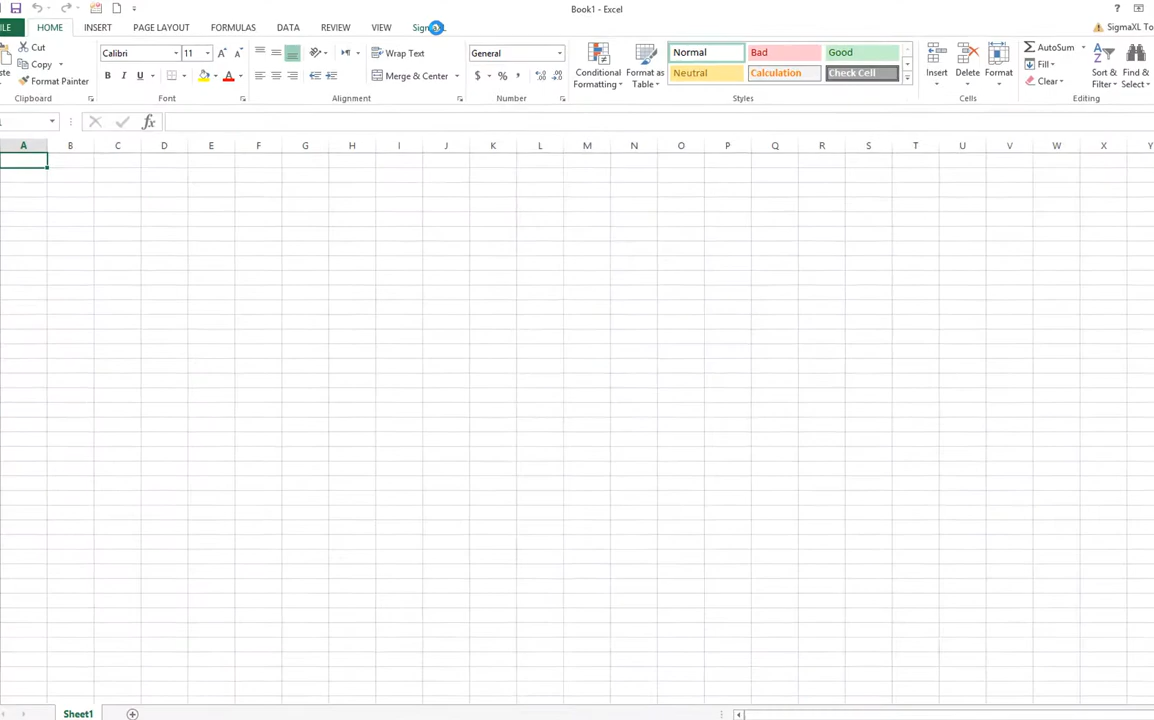 Book1 - Excel
?
HOME INSERT PAGE LAYOUT FORMULAS DATA REVIEW VIEW
SigmaXL To
Cut
Copy
Format Painter
Clipboard
Calibri 11 A A
B I U A
Font
Wrap Text
Merge & Center
Alignment
General
$ % ,
Number
Conditional Formatting
Format as Table
Normal Bad Good
Neutral Calculation Check Cell
Styles
Insert Delete Format
Cells
AutoSum
Fill
Clear
Sort & Filter
Find & Select
Editing
fx
A B C D E F G H I J K L M N O P Q R S T U V W X Y
Sheet1